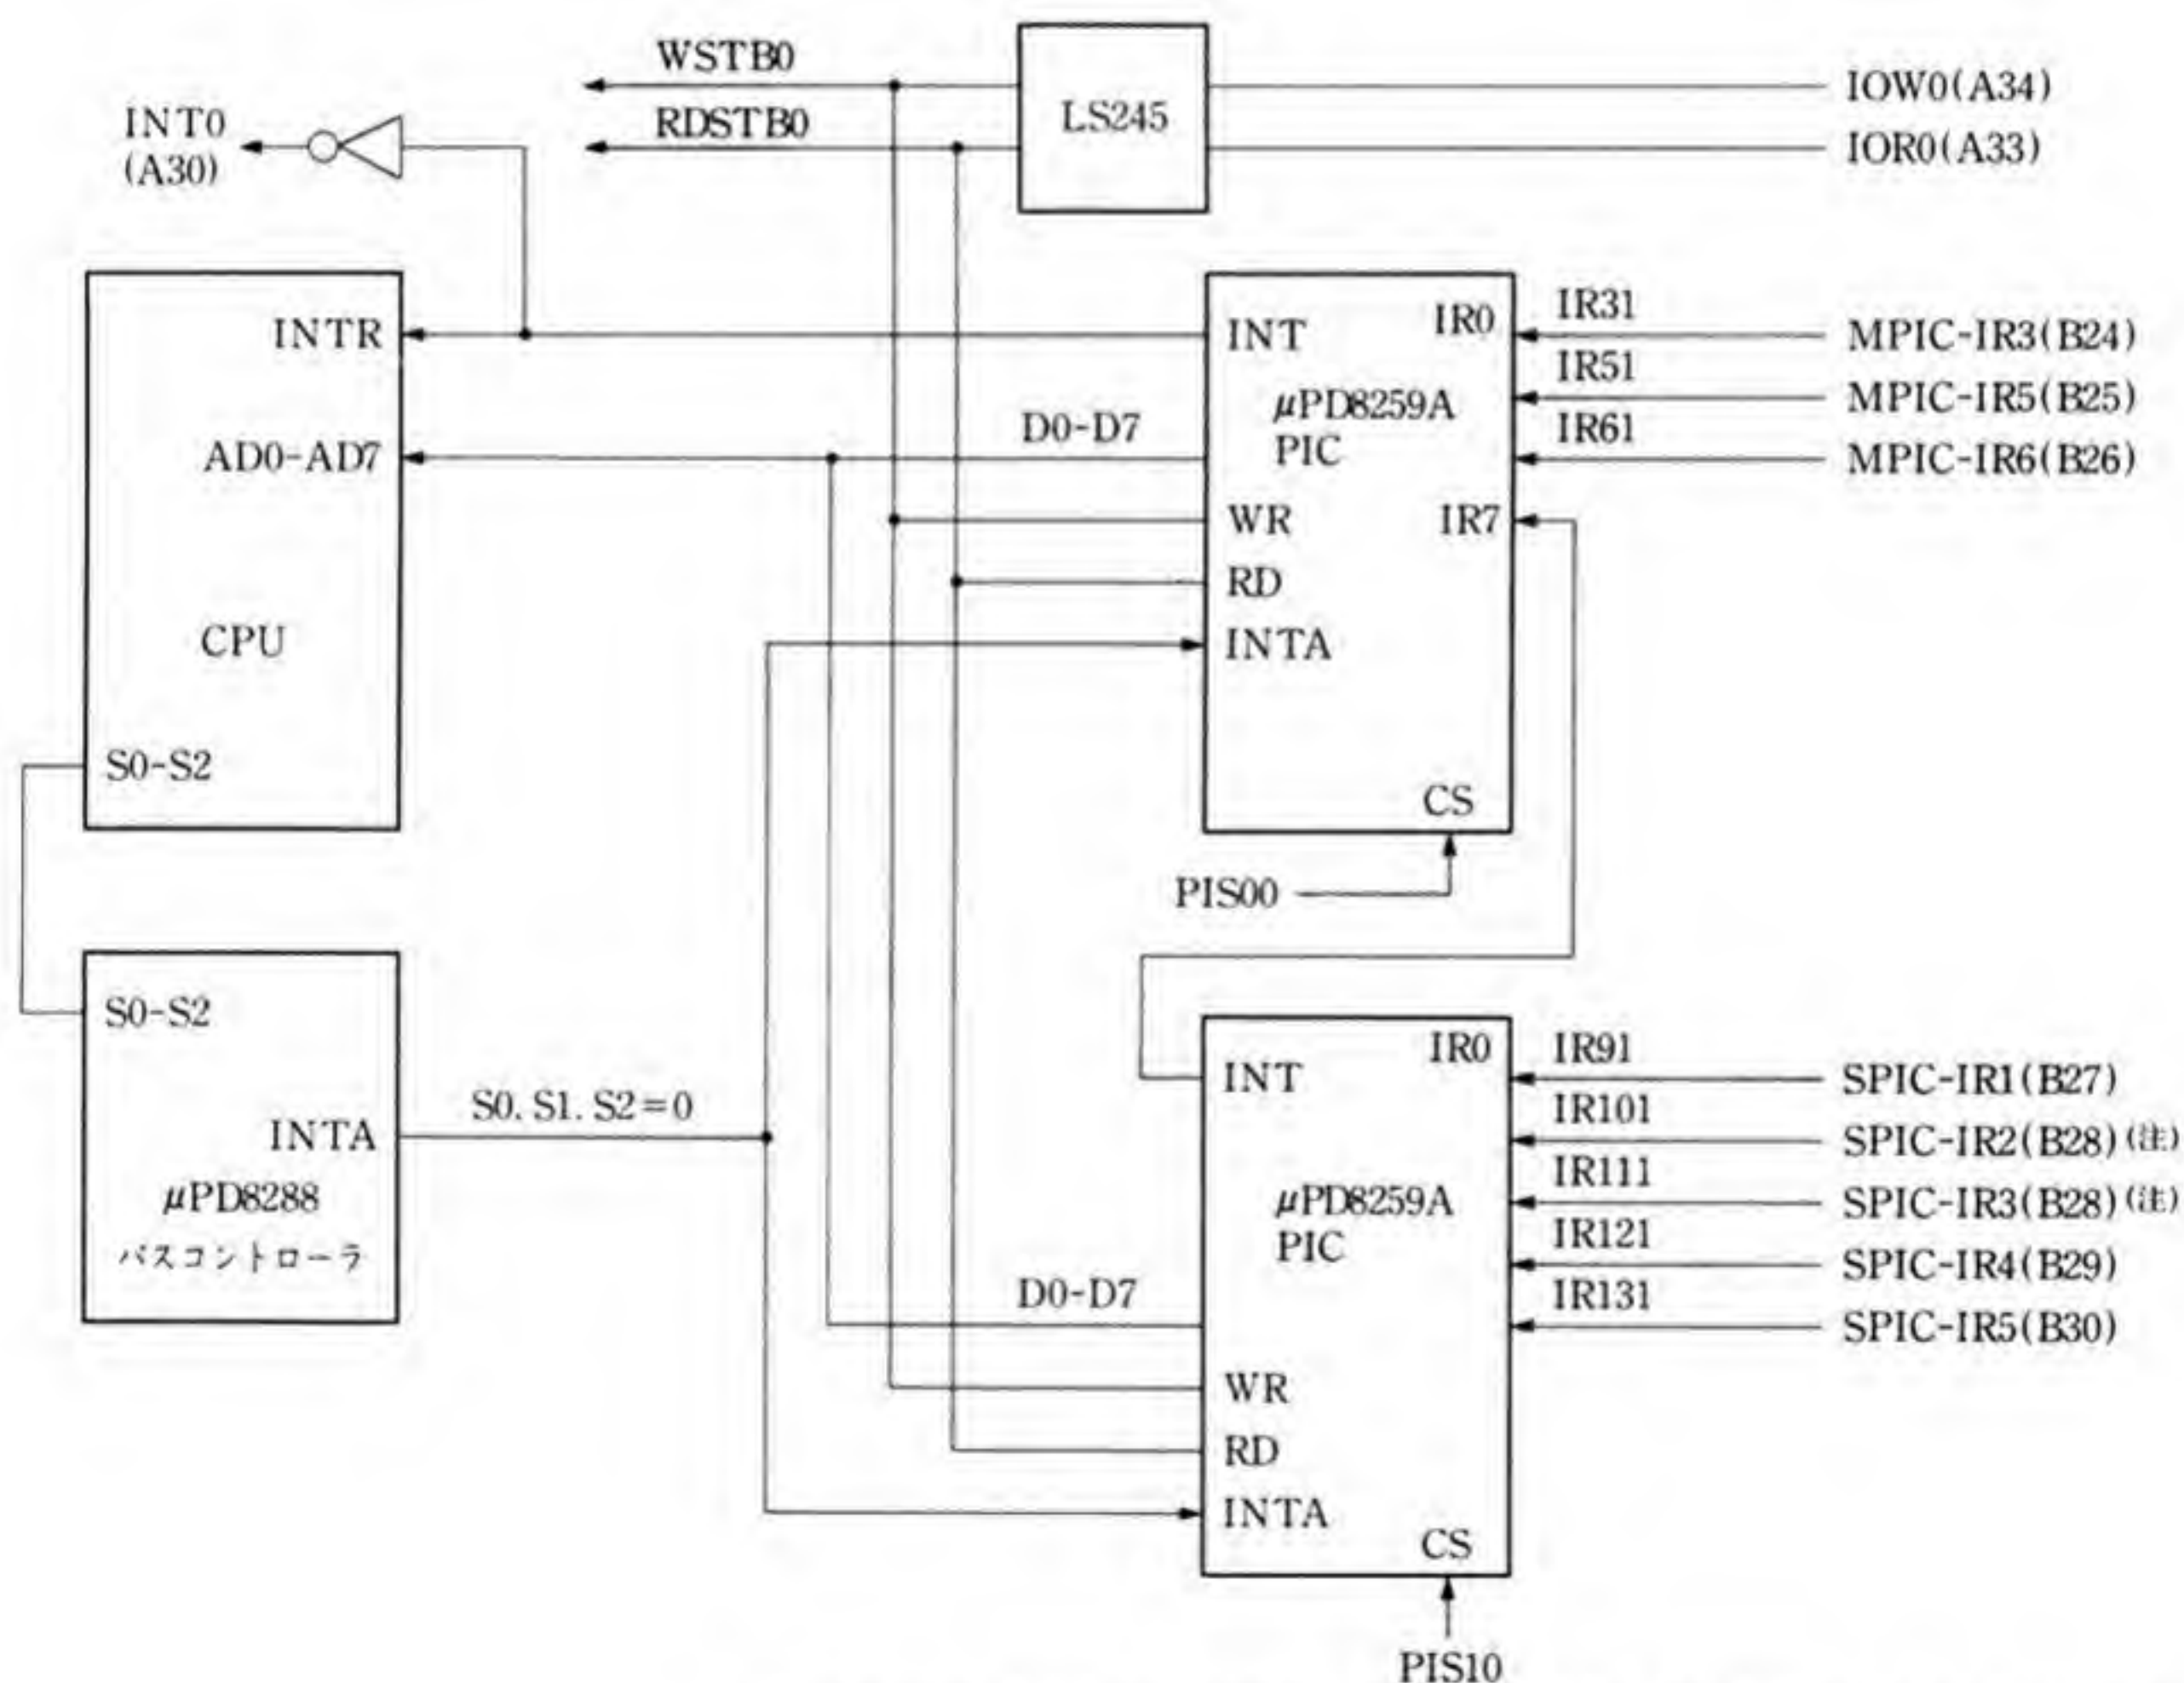 WSTB0
RDSTB0
INT0
(A30)
LS245
IOW0(A34)
IOR0(A33)
INTR
AD0-AD7
CPU
S0-S2
D0-D7
INT
IR0
μPD8259A
PIC
WR
IR7
RD
INTA
CS
IR31
MPIC-IR3(B24)
IR51
MPIC-IR5(B25)
IR61
MPIC-IR6(B26)
PIS00
S0-S2
INTA
μPD8288
バスコントローラ
S0. S1. S2=0
INT
IR0
μPD8259A
PIC
D0-D7
WR
RD
INTA
CS
IR91
SPIC-IR1(B27)
IR101
SPIC-IR2(B28)(注)
IR111
SPIC-IR3(B28)(注)
IR121
SPIC-IR4(B29)
IR131
SPIC-IR5(B30)
PIS10